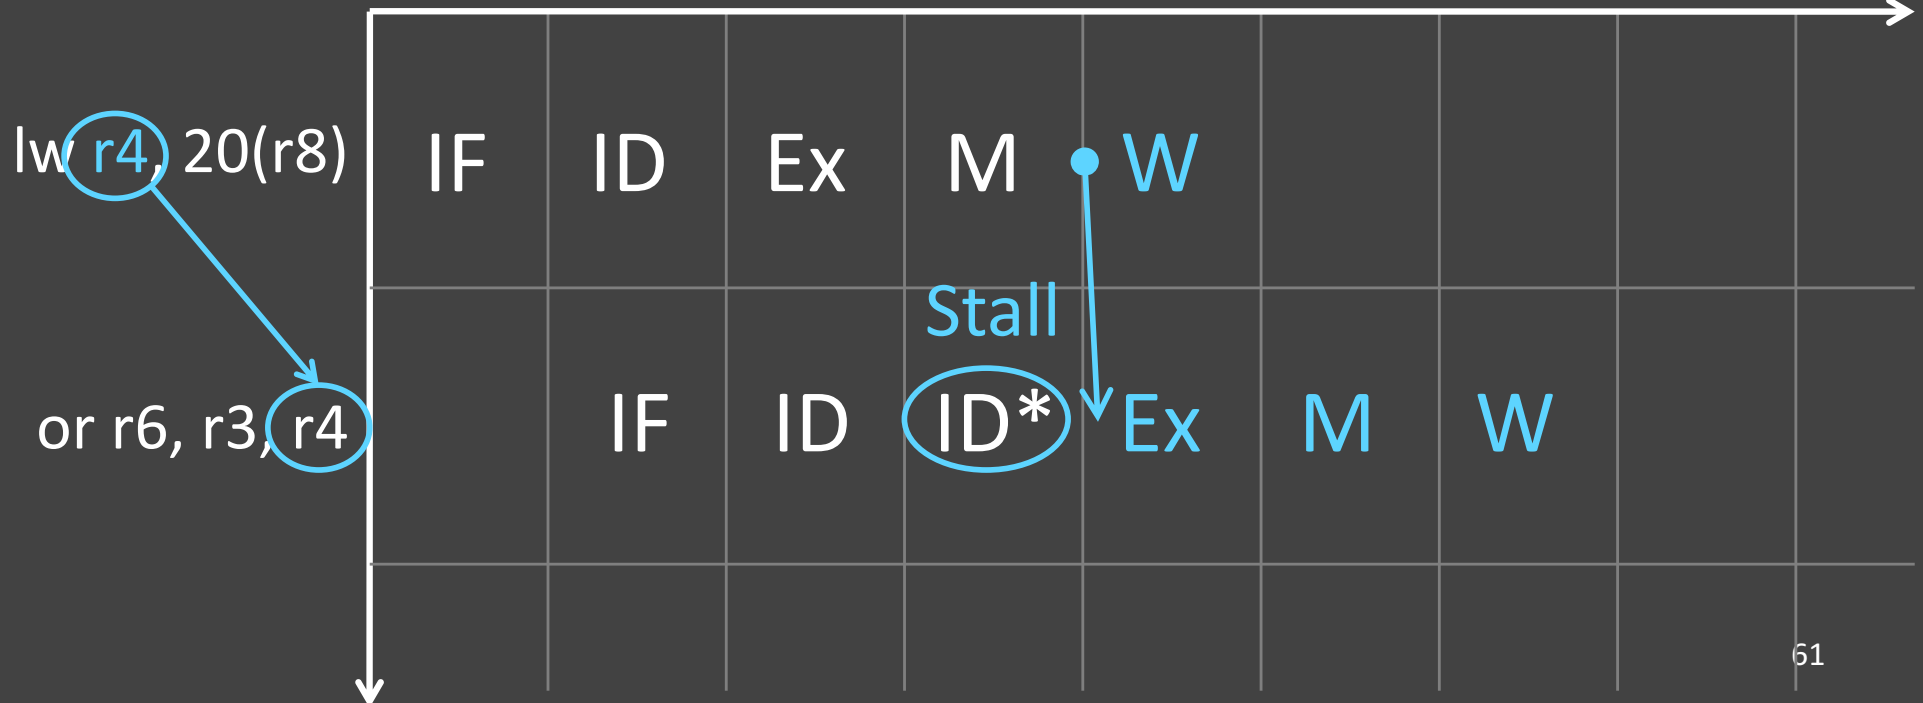 lw r4, 20(r8) IF ID Ex M W
Stall
or r6, r3, r4 IF ID ID* Ex M W
61